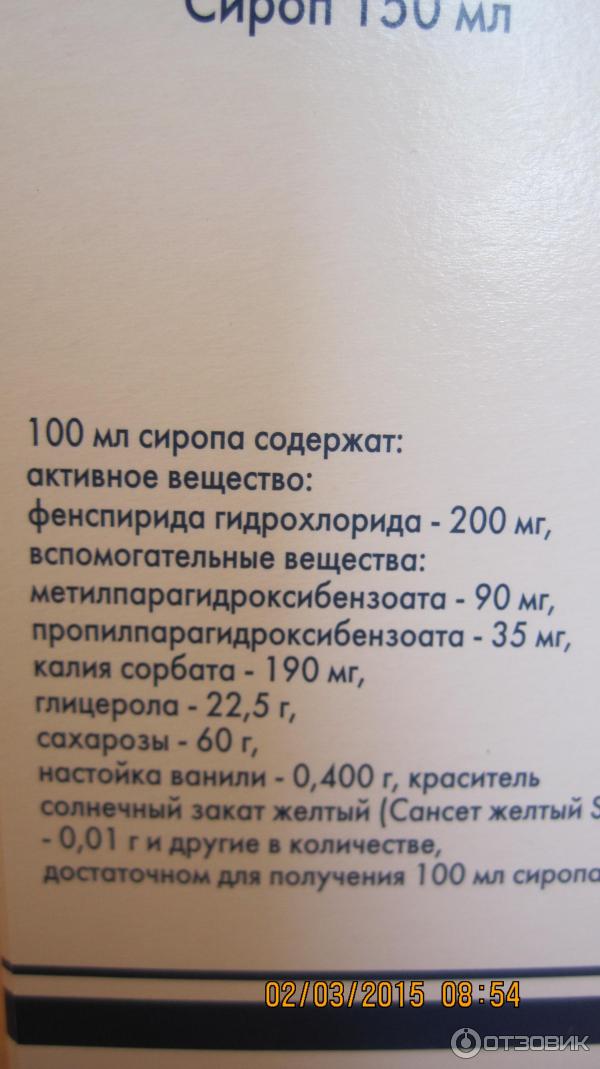 Сироп 150 мл
100 мл сиропа содержат:
активное вещество:
фенспирида гидрохлорида - 200 мг,
вспомогательные вещества:
метилпарагидроксибензоата - 90 мг,
пропилпарагидроксибензоата - 35 мг,
калия сорбата - 190 мг,
глицерола - 22,5 г,
сахарозы - 60 г,
настойка ванили - 0,400 г, краситель
солнечный закат желтый (Сансет желтый S
- 0,01 г и другие в количестве,
достаточном для получения 100 мл сиропа
02/03/2015 08:54
ОТЗОВИК